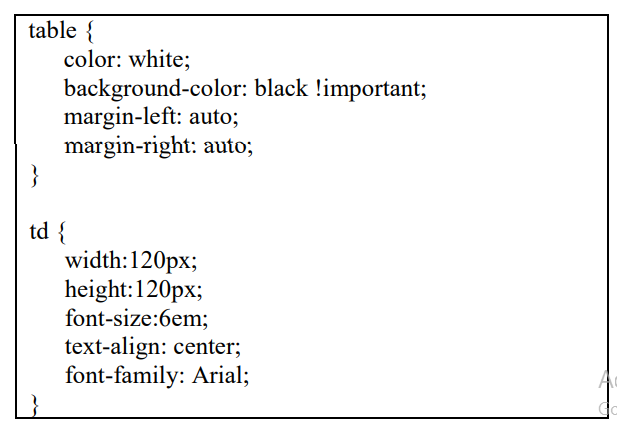 table {
color: white;
background-color: black !important;
margin-left: auto;
margin-right: auto;
}
td {
width:120px;
height:120px;
font-size:6em;
text-align: center;
font-family: Arial;
}